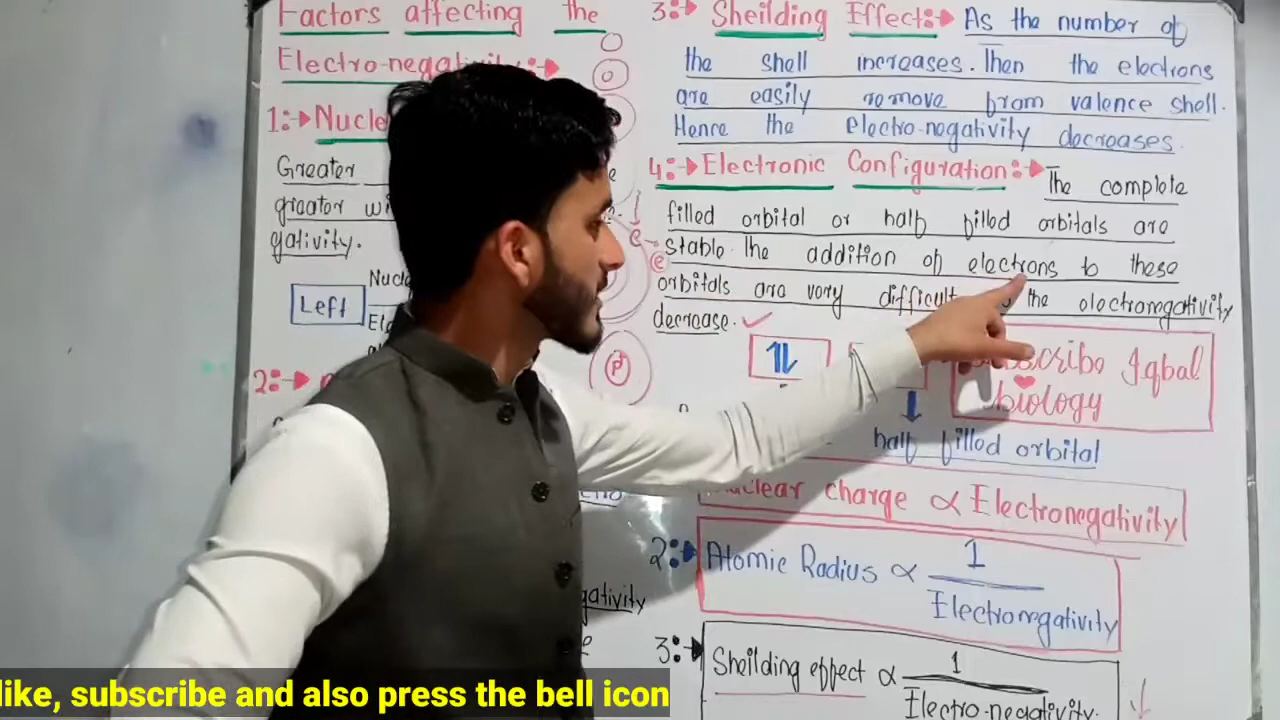 Factors affecting the
Electro-negativity:→
1:→Nucle
Greater
greater wi
gativity.
Left
Nucle
Ele
2:→
gativity
3:→ Sheilding Effect:→ As the number of
the shell increases. Then the electrons
are easily remove from valence shell.
Hence the electro-negativity decreases.
4:→Electronic Configuration:→ The complete
filled orbital or half filled orbitals are
stable the addition of electrons to these
orbitals are very difficult the electronegativity
decrease.
e
e
p
scribe Iqbal
biology
half filled orbital
Nuclear charge ∝ Electronegativity
2:→ Atomic Radius ∝ 1
Electronegativity
3:→ Sheilding effect ∝ 1
Electro-negativity.
like, subscribe and also press the bell icon